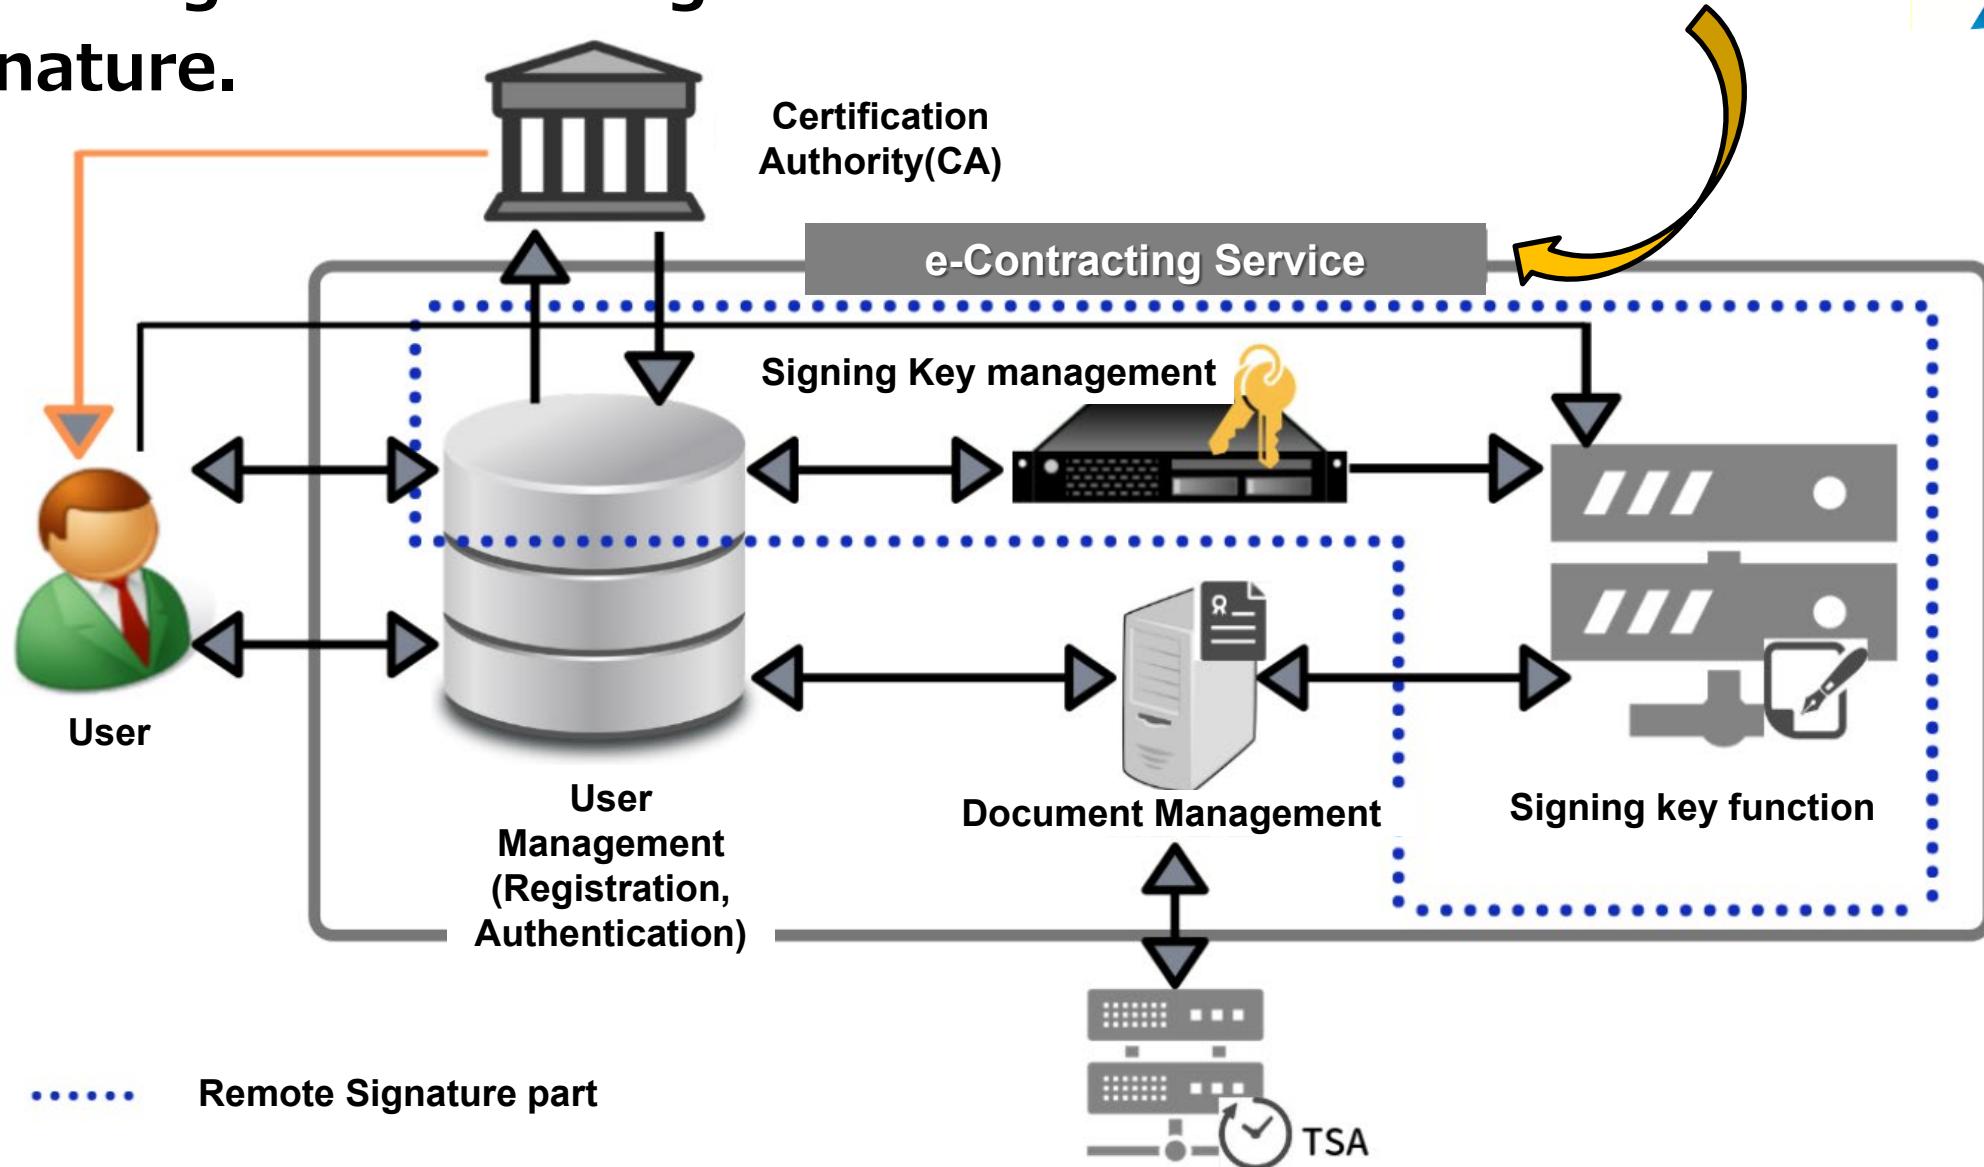 nature.
Certification
Authority(CA)
e-Contracting Service
Signing Key management
User
User
Management
(Registration,
Authentication)
Document Management
Signing key function
Remote Signature part
TSA